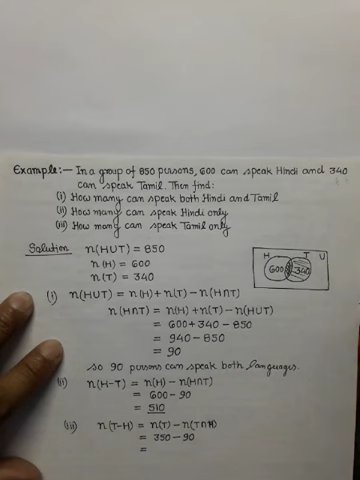 Example:— In a group of 850 persons, 600 can speak Hindi and 340
can speak Tamil. Then find:
(i) How many can speak both Hindi and Tamil
(ii) How many can speak Hindi only
(iii) How many can speak Tamil only
Solution n(HUT) = 850
n(H) = 600
n(T) = 340
H T U
600 340
(i) n(HUT) = n(H) + n(T) - n(H∩T)
n(H∩T) = n(H) + n(T) - n(HUT)
= 600 + 340 - 850
= 940 - 850
= 90
so 90 persons can speak both languages.
(ii) n(H-T) = n(H) - n(H∩T)
= 600 - 90
= 510
(iii) n(T-H) = n(T) - n(T∩H)
= 350 - 90
=